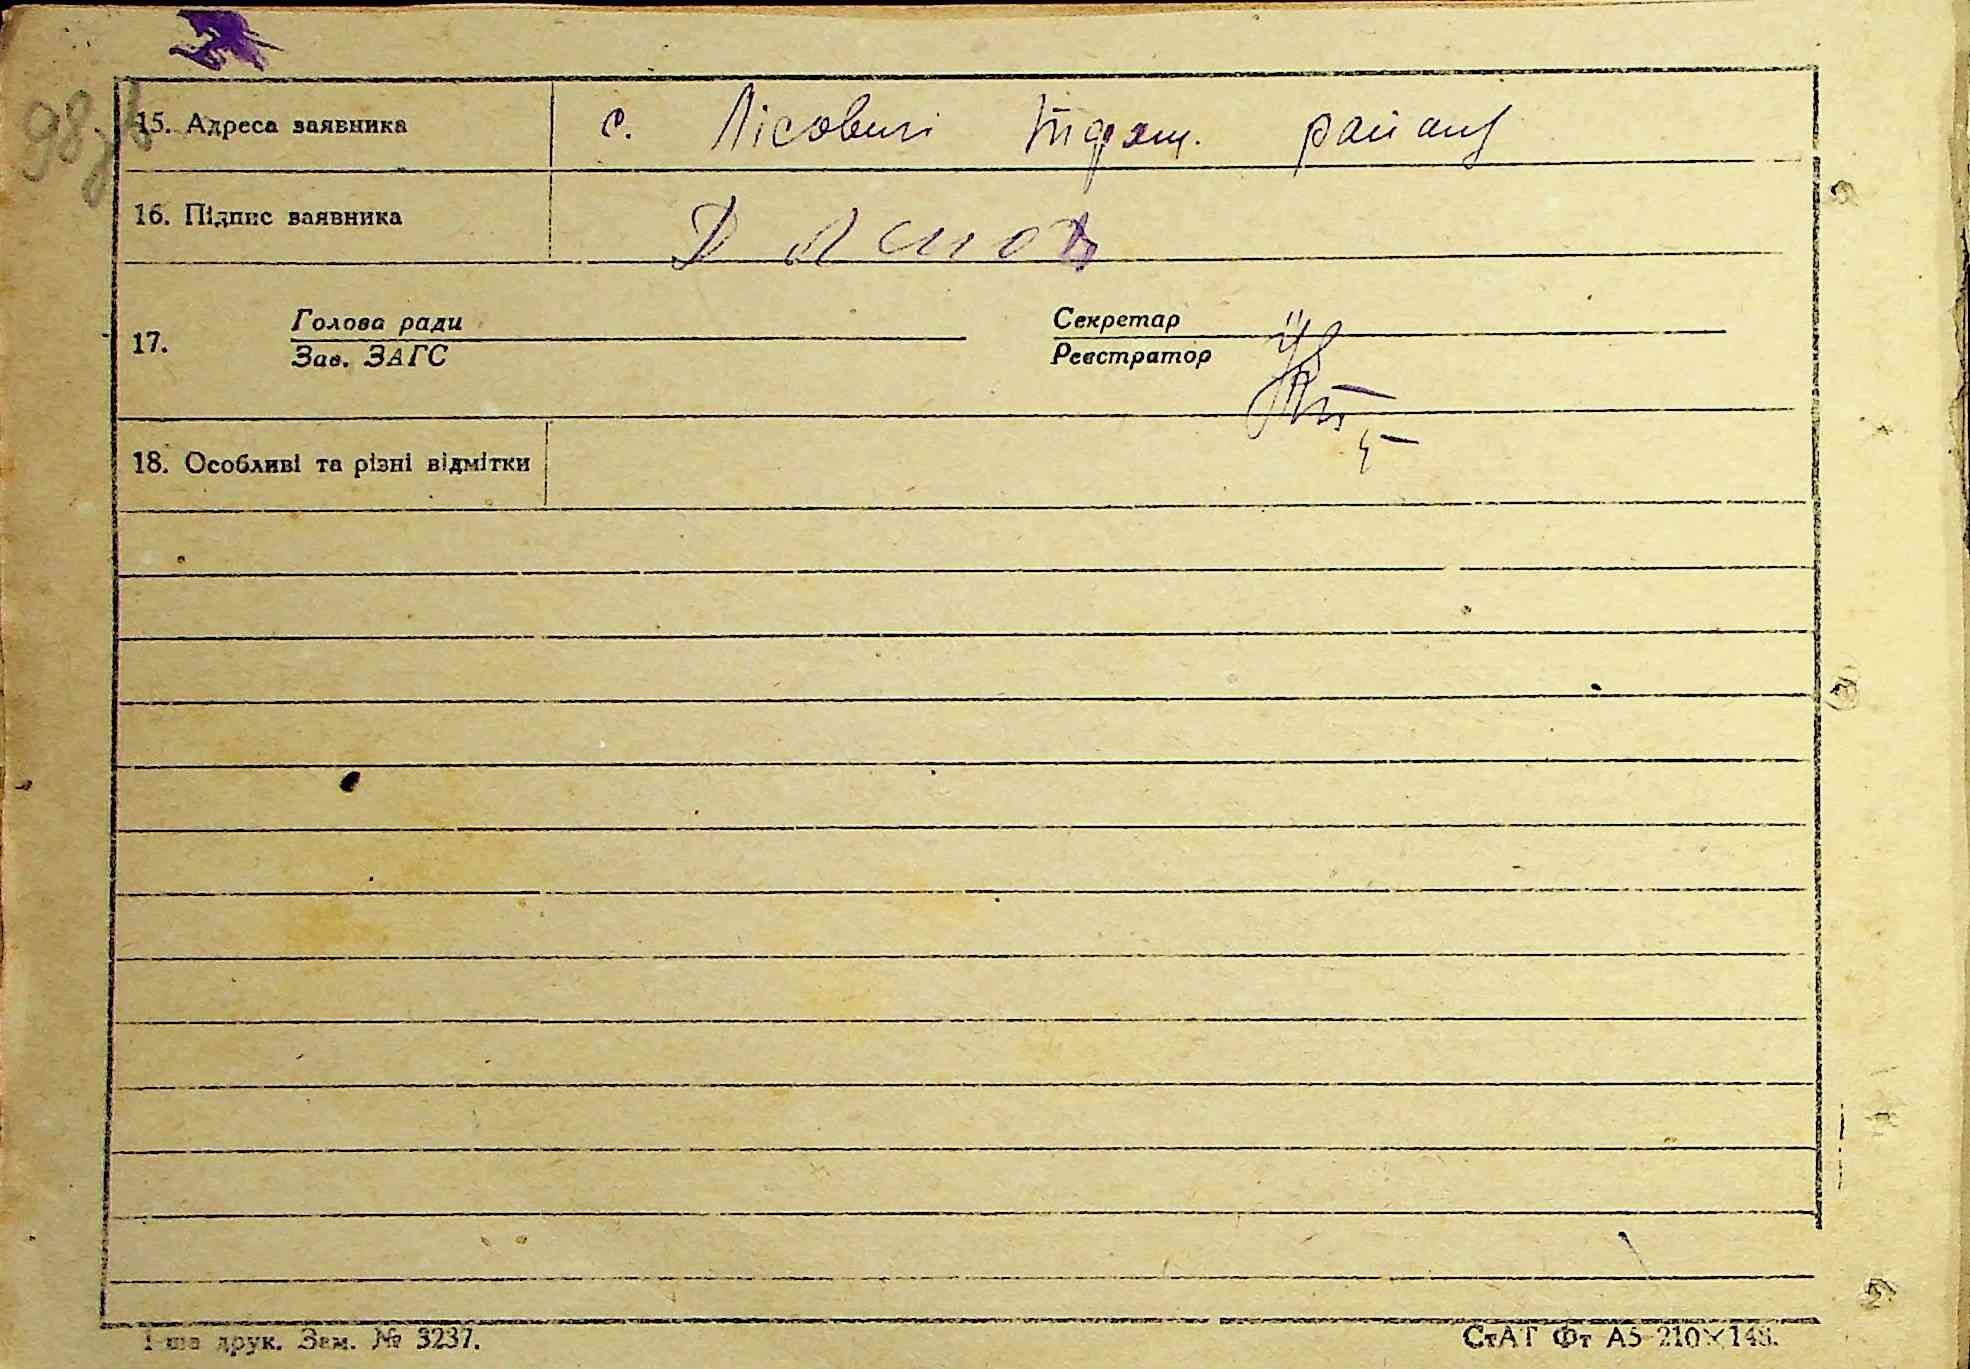 98зв
15. Адреса заявника с. Лісовичі Таращ. району
16. Підпис заявника
17. Голова ради Секретар
Зав. ЗАГС Реєстратор
18. Особливі та різні відмітки
1-ша друк. Зам. № 3237. СтАТ Фт А5-210×148.